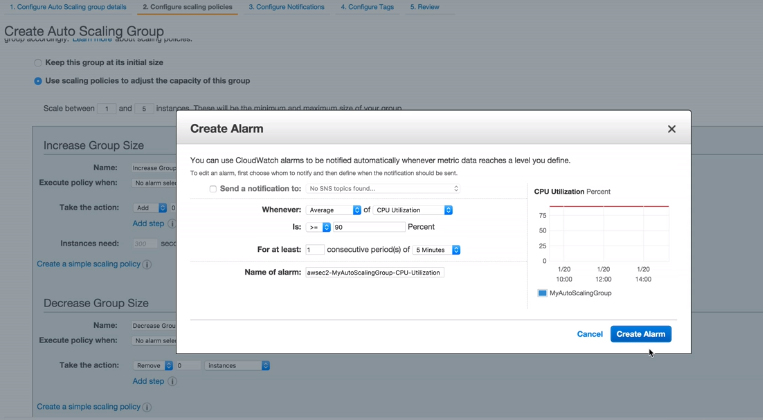 1. Configure Auto Scaling group details 2. Configure scaling policies 3. Configure Notifications 4. Configure Tags 5. Review
Create Auto Scaling Group
group accordingly. Learn more about scaling policies.
Keep this group at its initial size
Use scaling policies to adjust the capacity of this group
Scale between 1 and 5 instances. These will be the minimum and maximum size of your group.
Create Alarm
You can use CloudWatch alarms to be notified automatically whenever metric data reaches a level you define.
To edit an alarm, first choose whom to notify and then define when the notification should be sent.
Send a notification to: No SNS topics found...
Whenever: Average of CPU Utilization
Is: >= 90 Percent
For at least: 1 consecutive period(s) of 5 Minutes
Name of alarm: awsec2-MyAutoScalingGroup-CPU-Utilization
CPU Utilization Percent
75
50
25
0
1/20 1/20 1/20
10:00 12:00 14:00
MyAutoScalingGroup
Cancel Create Alarm
Increase Group Size
Name: Increase Group
Execute policy when: No alarm selec
Take the action: Add 0
Add step
Instances need: 300 seco
Create a simple scaling policy
Decrease Group Size
Name: Decrease Grou
Execute policy when: No alarm selec
Take the action: Remove 0 instances
Add step
Create a simple scaling policy